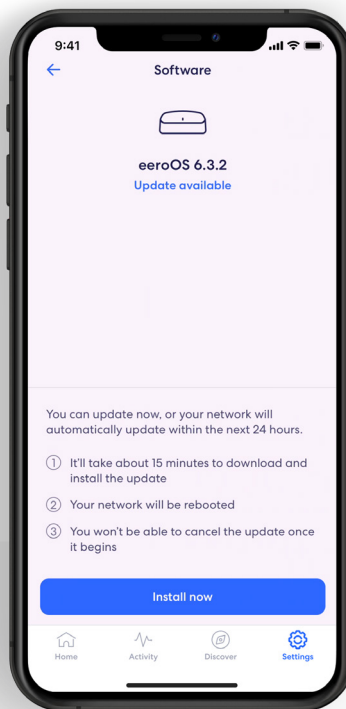 9:41
Software
eeroOS 6.3.2
Update available
You can update now, or your network will
automatically update within the next 24 hours.
1 It'll take about 15 minutes to download and
install the update
2 Your network will be rebooted
3 You won't be able to cancel the update once
it begins
Install now
Home Activity Discover Settings